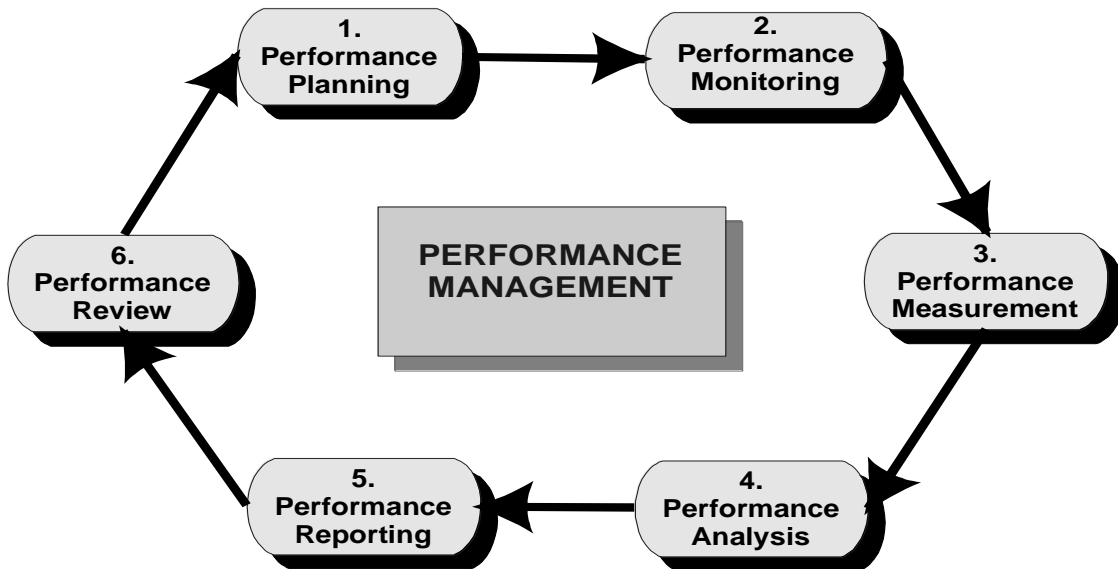 1.
Performance
Planning
2.
Performance
Monitoring
3.
Performance
Measurement
4.
Performance
Analysis
5.
Performance
Reporting
6.
Performance
Review
PERFORMANCE
MANAGEMENT